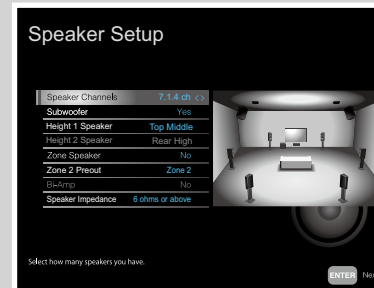 Speaker Setup
Speaker Channels 7.1.4 ch < >
Subwoofer Yes
Height 1 Speaker Top Middle
Height 2 Speaker Rear High
Zone Speaker No
Zone 2 Preout Zone 2
Bi-Amp No
Speaker Impedance 6 ohms or above
Select how many speakers you have.
ENTER